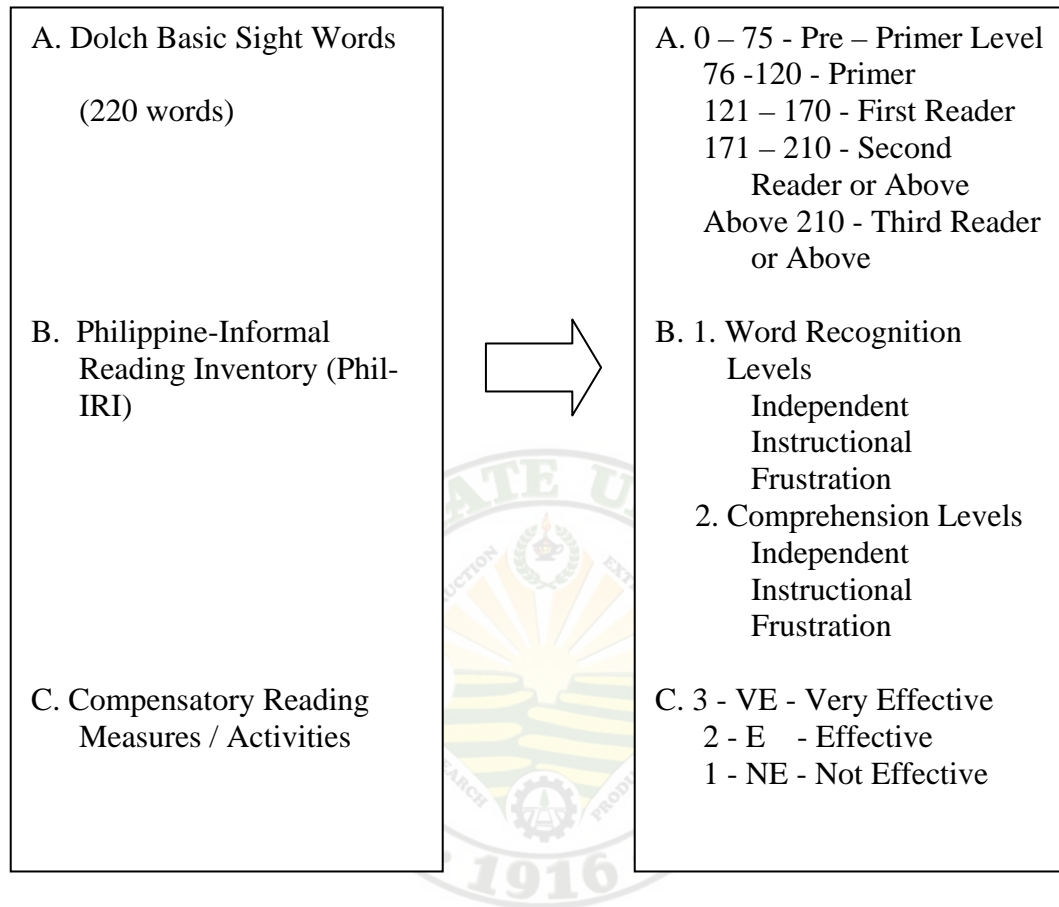 A. Dolch Basic Sight Words
(220 words)
B.  Philippine-Informal
Reading Inventory (Phil-
IRI)
C. Compensatory Reading
Measures / Activities
A. 0 – 75 - Pre – Primer Level
76 -120 - Primer
121 – 170 - First Reader
171 – 210 - Second
Reader or Above
Above 210 - Third Reader
or Above
B. 1. Word Recognition
Levels
Independent
Instructional
Frustration
2. Comprehension Levels
Independent
Instructional
Frustration
C. 3 - VE - Very Effective
2 - E    - Effective
1 - NE - Not Effective
1916